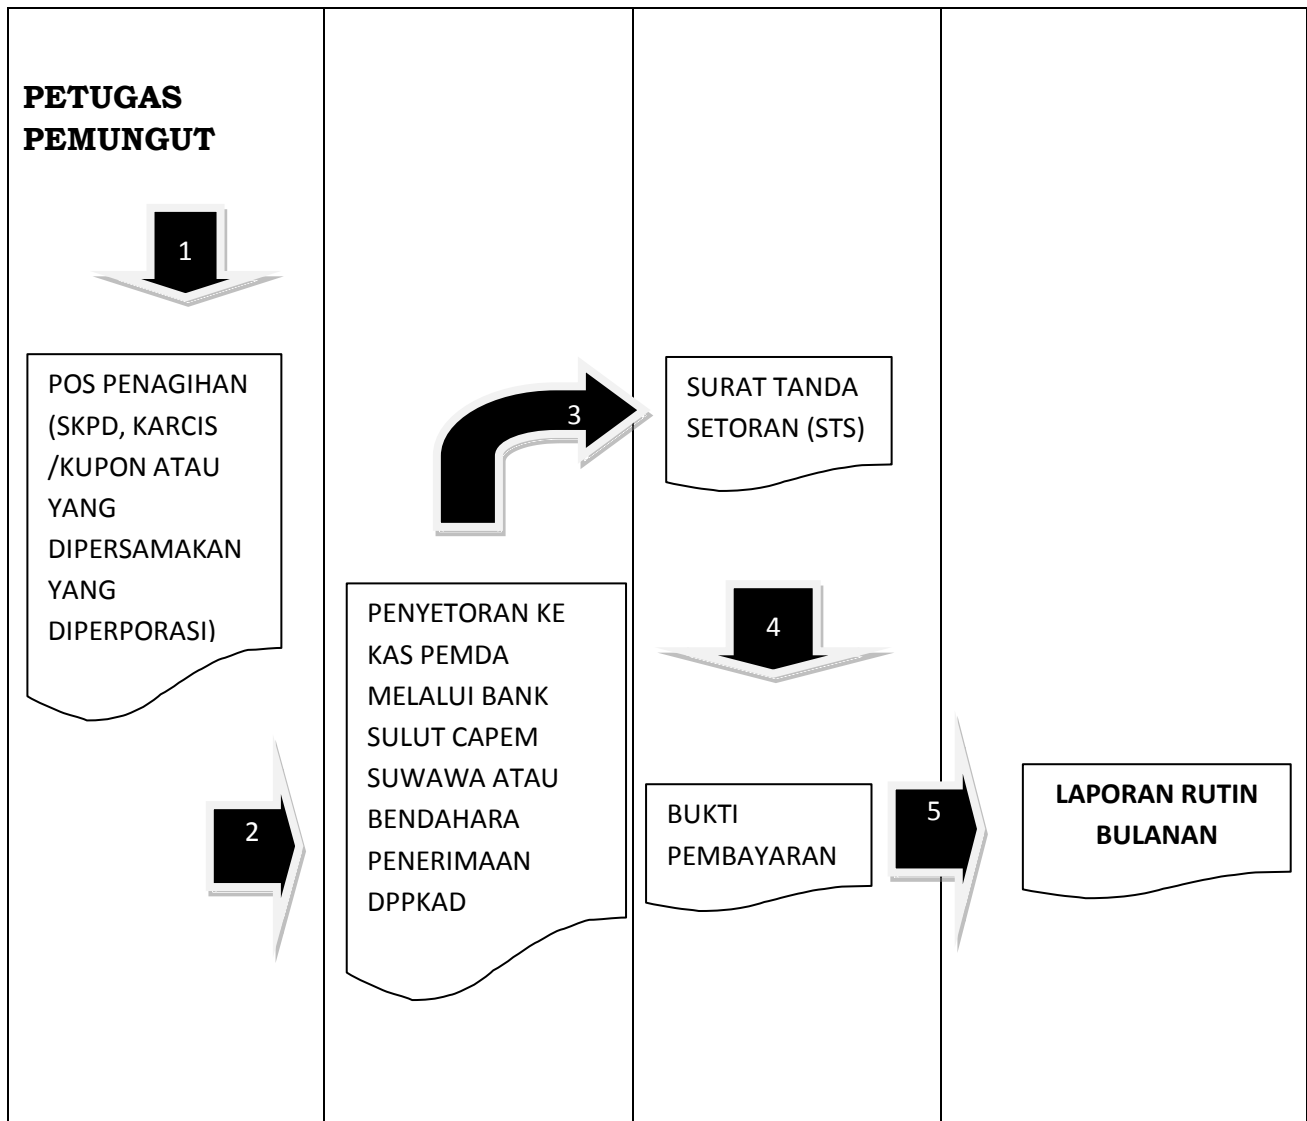 PETUGAS
PEMUNGUT
1
POS PENAGIHAN
(SKPD, KARCIS
/KUPON ATAU
YANG
DIPERSAMAKAN
YANG
DIPERPORASI)
2
PENYETORAN KE
KAS PEMDA
MELALUI BANK
SULUT CAPEM
SUWAWA ATAU
BENDAHARA
PENERIMAAN
DPPKAD
3
SURAT TANDA
SETORAN (STS)
4
BUKTI
PEMBAYARAN
5
LAPORAN RUTIN
BULANAN